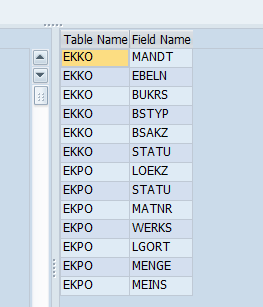 Table Name Field Name
EKKO MANDT
EKKO EBELN
EKKO BUKRS
EKKO BSTYP
EKKO BSAKZ
EKKO STATU
EKPO LOEKZ
EKPO STATU
EKPO MATNR
EKPO WERKS
EKPO LGORT
EKPO MENGE
EKPO MEINS